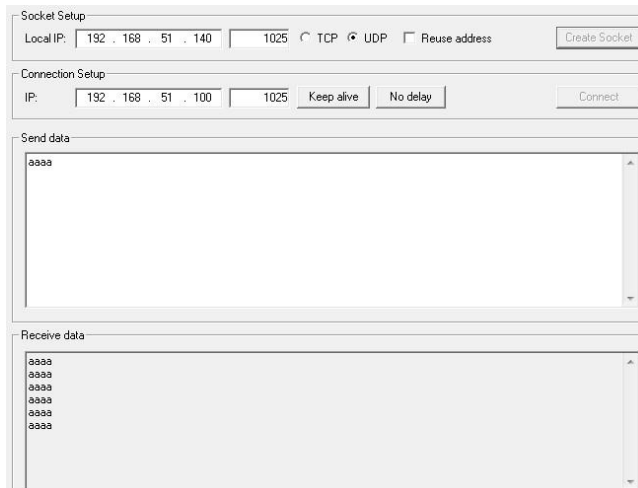 Socket Setup
Local IP: 192 . 168 . 51 . 140 1025 TCP UDP Reuse address Create Socket
Connection Setup
IP: 192 . 168 . 51 . 100 1025 Keep alive No delay Connect
Send data
aaaa
Receive data
aaaa
aaaa
aaaa
aaaa
aaaa
aaaa